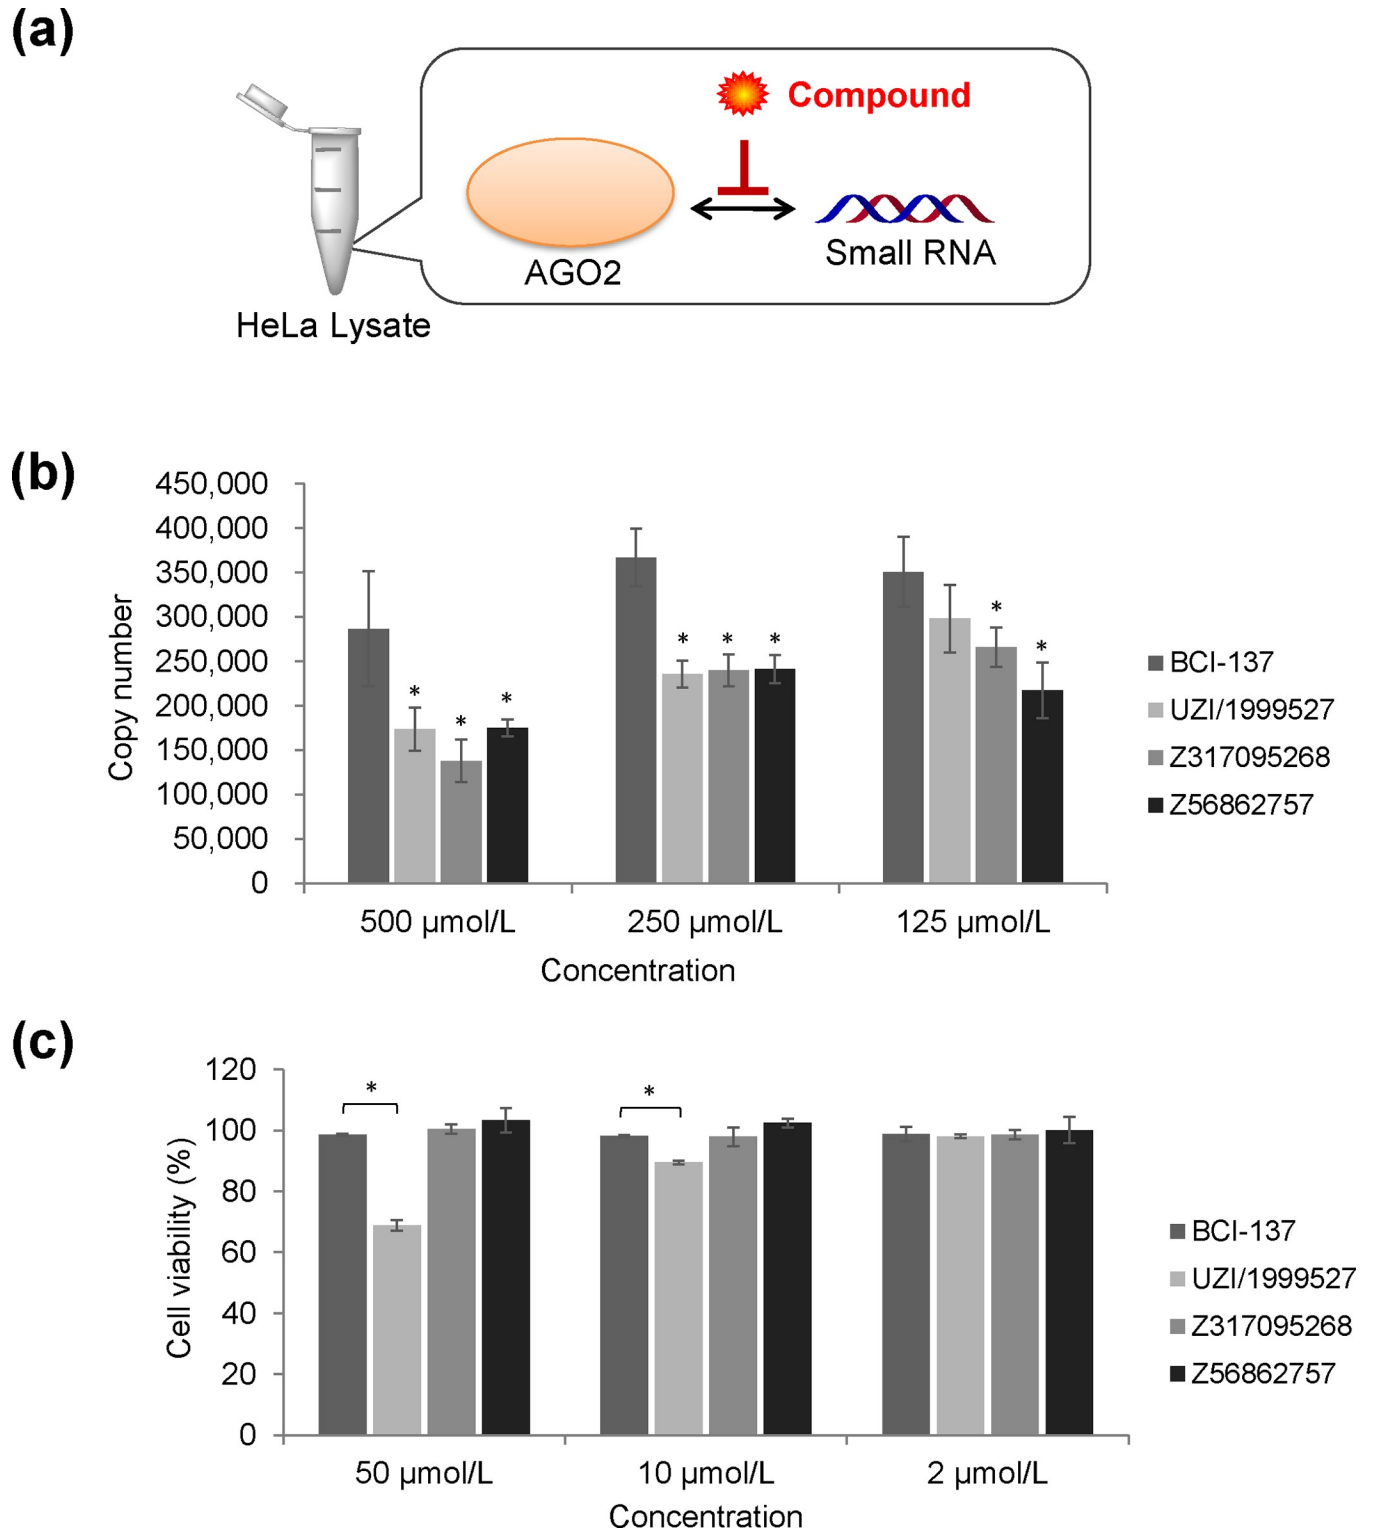 (a)
Compound
AGO2
Small RNA
HeLa Lysate
(b)
450,000
400,000
350,000
300,000
250,000
200,000
150,000
100,000
50,000
0
Copy number
* * *
* * *
* *
500 µmol/L 250 µmol/L 125 µmol/L
Concentration
BCI-137
UZI/1999527
Z317095268
Z56862757
(c)
120
100
80
60
40
20
0
Cell viability (%)
* *
50 µmol/L 10 µmol/L 2 µmol/L
Concentration
BCI-137
UZI/1999527
Z317095268
Z56862757